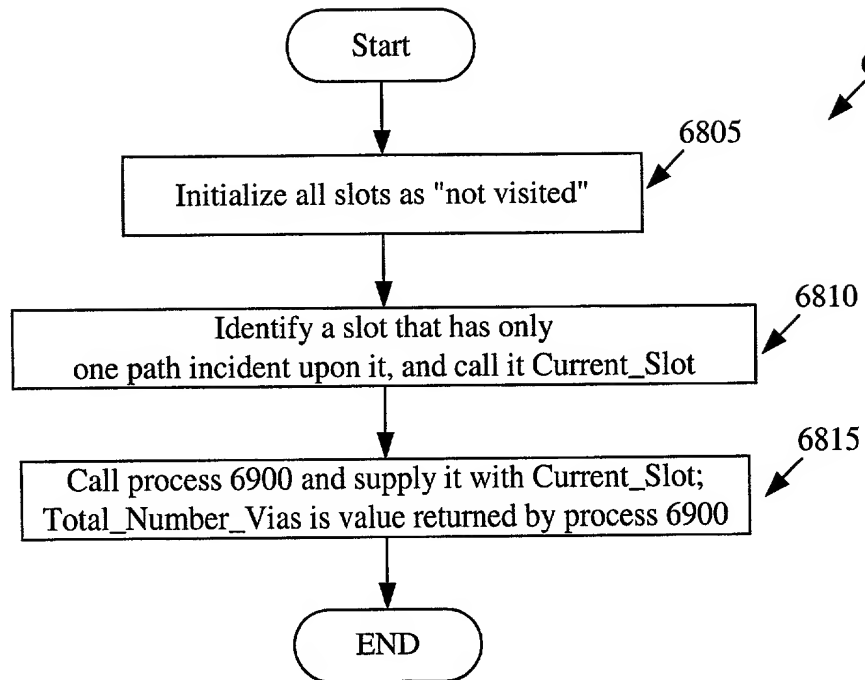 Start
6805
Initialize all slots as "not visited"
6810
Identify a slot that has only
one path incident upon it, and call it Current_Slot
6815
Call process 6900 and supply it with Current_Slot;
Total_Number_Vias is value returned by process 6900
END